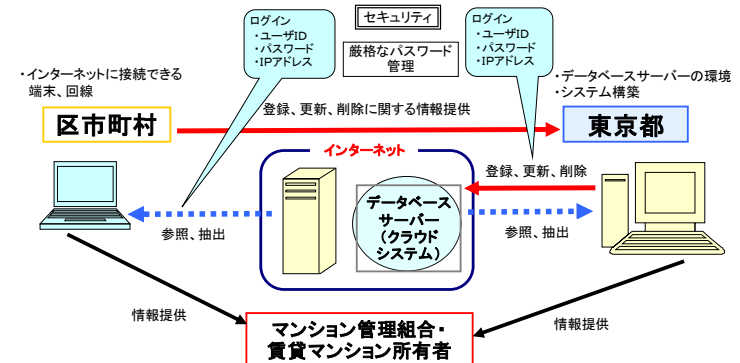 ログイン
・ユーザID
・パスワード
・IPアドレス
セキュリティ
厳格なパスワード
管理
ログイン
・ユーザID
・パスワード
・IPアドレス
・インターネットに接続できる
端末、回線
・データベースサーバーの環境
・システム構築
区市町村
登録、更新、削除に関する情報提供
東京都
インターネット
登録、更新、削除
データベース
サーバー
(クラウド
システム)
参照、抽出
参照、抽出
情報提供
情報提供
マンション管理組合・
賃貸マンション所有者